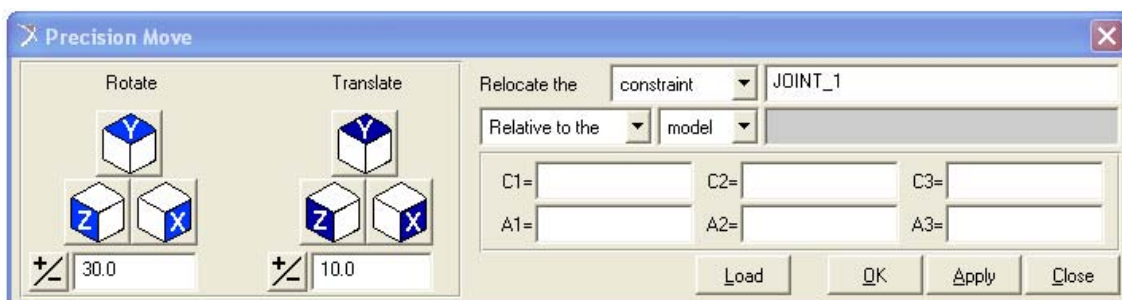 Precision Move
Rotate Translate
Y Y
Z X Z X
+/- 30.0 +/- 10.0
Relocate the constraint JOINT_1
Relative to the model
C1= C2= C3=
A1= A2= A3=
Load OK Apply Close